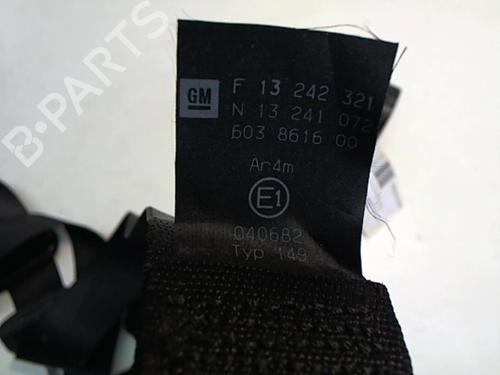 B-PARTS
GM
F 13 242 321
N 13 241 072
603 8616 00
Ar4m
E1
040682
Typ 149